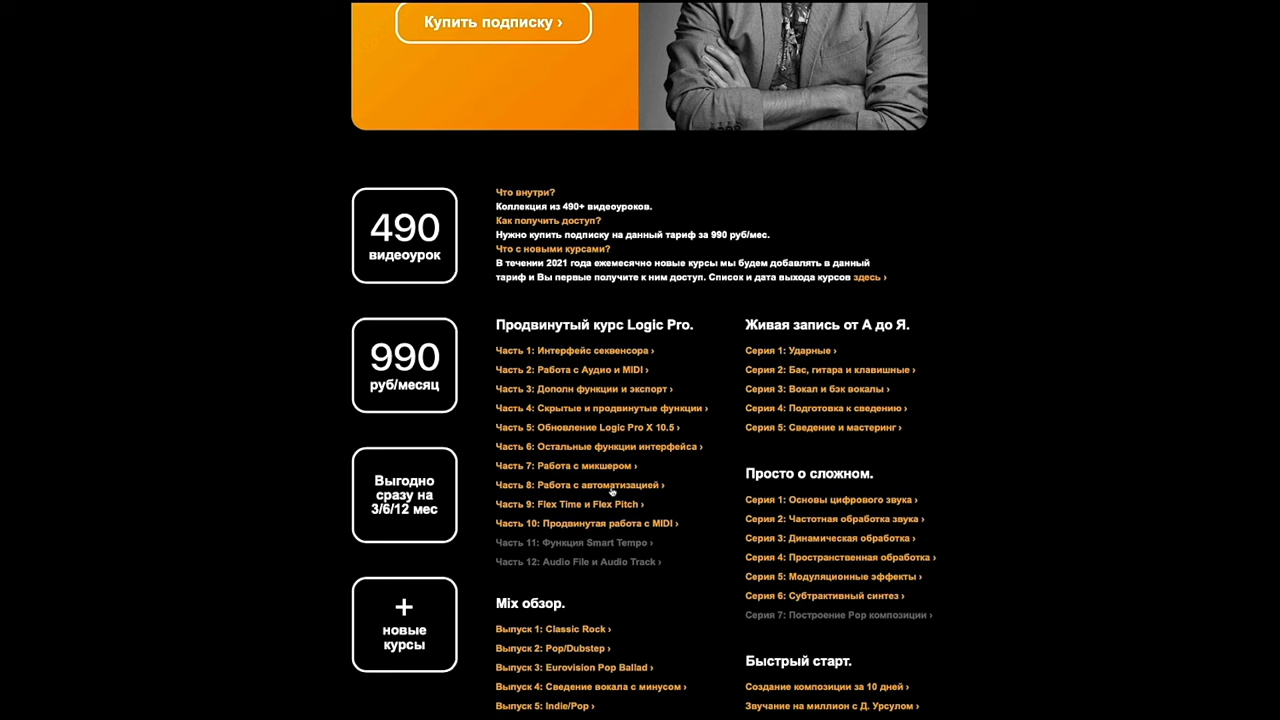 Купить подписку ›
490
видеоурок
Что внутри?
Коллекция из 490+ видеоуроков.
Как получить доступ?
Нужно купить подписку на данный тариф за 990 руб/мес.
Что с новыми курсами?
В течении 2021 года ежемесячно новые курсы мы будем добавлять в данный
тариф и Вы первые получите к ним доступ. Список и дата выхода курсов здесь ›
990
руб/месяц
Выгодно
сразу на
3/6/12 мес
+
новые
курсы
Продвинутый курс Logic Pro.
Часть 1: Интерфейс секвенсора ›
Часть 2: Работа с Аудио и MIDI ›
Часть 3: Дополн функции и экспорт ›
Часть 4: Скрытые и продвинутые функции ›
Часть 5: Обновление Logic Pro X 10.5 ›
Часть 6: Остальные функции интерфейса ›
Часть 7: Работа с микшером ›
Часть 8: Работа с автоматизацией ›
Часть 9: Flex Time и Flex Pitch ›
Часть 10: Продвинутая работа с MIDI ›
Часть 11: Функция Smart Tempo ›
Часть 12: Audio File и Audio Track ›
Mix обзор.
Выпуск 1: Classic Rock ›
Выпуск 2: Pop/Dubstep ›
Выпуск 3: Eurovision Pop Ballad ›
Выпуск 4: Сведение вокала с минусом ›
Выпуск 5: Indie/Pop ›
Живая запись от А до Я.
Серия 1: Ударные ›
Серия 2: Бас, гитара и клавишные ›
Серия 3: Вокал и бэк вокалы ›
Серия 4: Подготовка к сведению ›
Серия 5: Сведение и мастеринг ›
Просто о сложном.
Серия 1: Основы цифрового звука ›
Серия 2: Частотная обработка звука ›
Серия 3: Динамическая обработка ›
Серия 4: Пространственная обработка ›
Серия 5: Модуляционные эффекты ›
Серия 6: Субтрактивный синтез ›
Серия 7: Построение Pop композиции ›
Быстрый старт.
Создание композиции за 10 дней ›
Звучание на миллион с Д. Урсулом ›